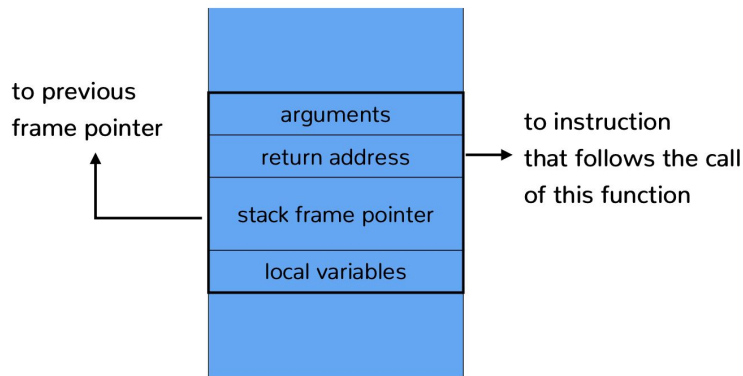 to previous
frame pointer
arguments
return address
stack frame pointer
local variables
to instruction
that follows the call
of this function